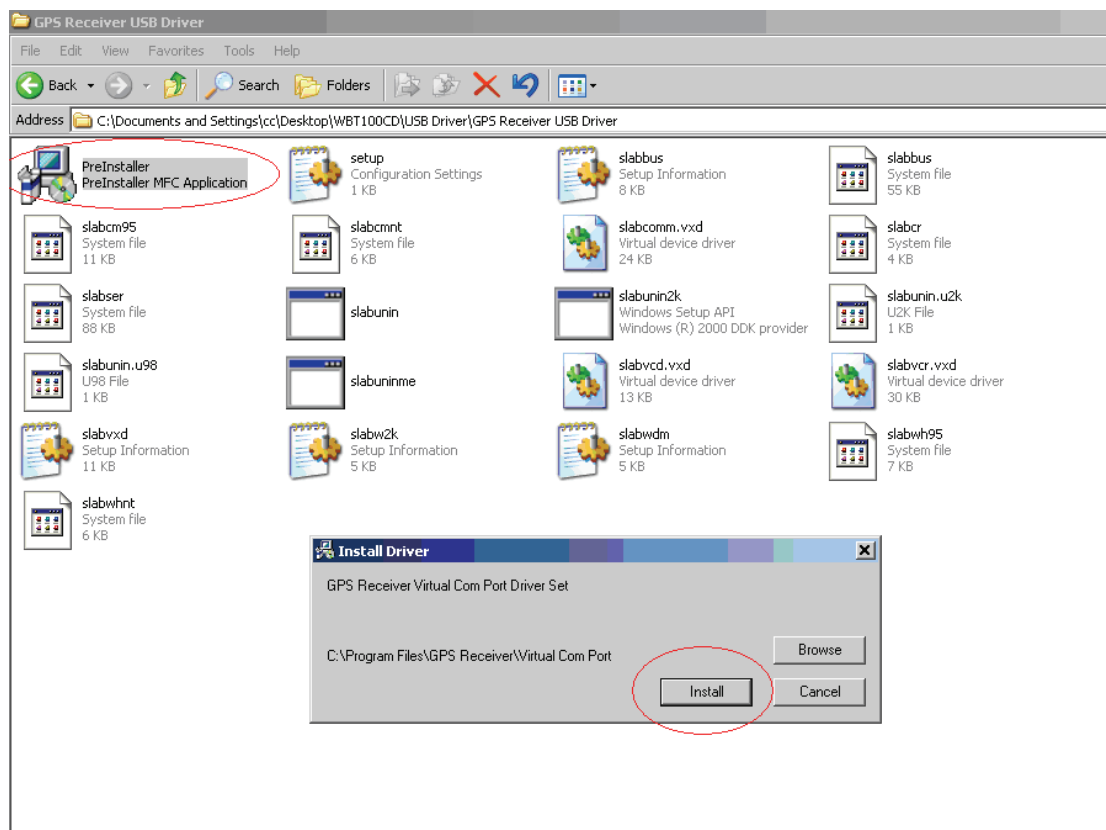 GPS Receiver USB Driver
File Edit View Favorites Tools Help
Back Search Folders
Address C:\Documents and Settings\cc\Desktop\WBT100CD\USB Driver\GPS Receiver USB Driver
PreInstaller
PreInstaller MFC Application
setup
Configuration Settings
1 KB
slabbus
Setup Information
8 KB
slabbus
System file
55 KB
slabcm95
System file
11 KB
slabcmnt
System file
6 KB
slabcomm.vxd
Virtual device driver
24 KB
slabcr
System file
4 KB
slabser
System file
88 KB
slabunin
slabunin2k
Windows Setup API
Windows (R) 2000 DDK provider
slabunin.u2k
U2K File
1 KB
slabunin.u98
U98 File
1 KB
slabuninme
slabvcd.vxd
Virtual device driver
13 KB
slabvcr.vxd
Virtual device driver
30 KB
slabvxd
Setup Information
11 KB
slabw2k
Setup Information
5 KB
slabwdm
Setup Information
5 KB
slabwh95
System file
7 KB
slabwhnt
System file
6 KB
Install Driver
GPS Receiver Virtual Com Port Driver Set
C:\Program Files\GPS Receiver\Virtual Com Port
Browse
Install
Cancel